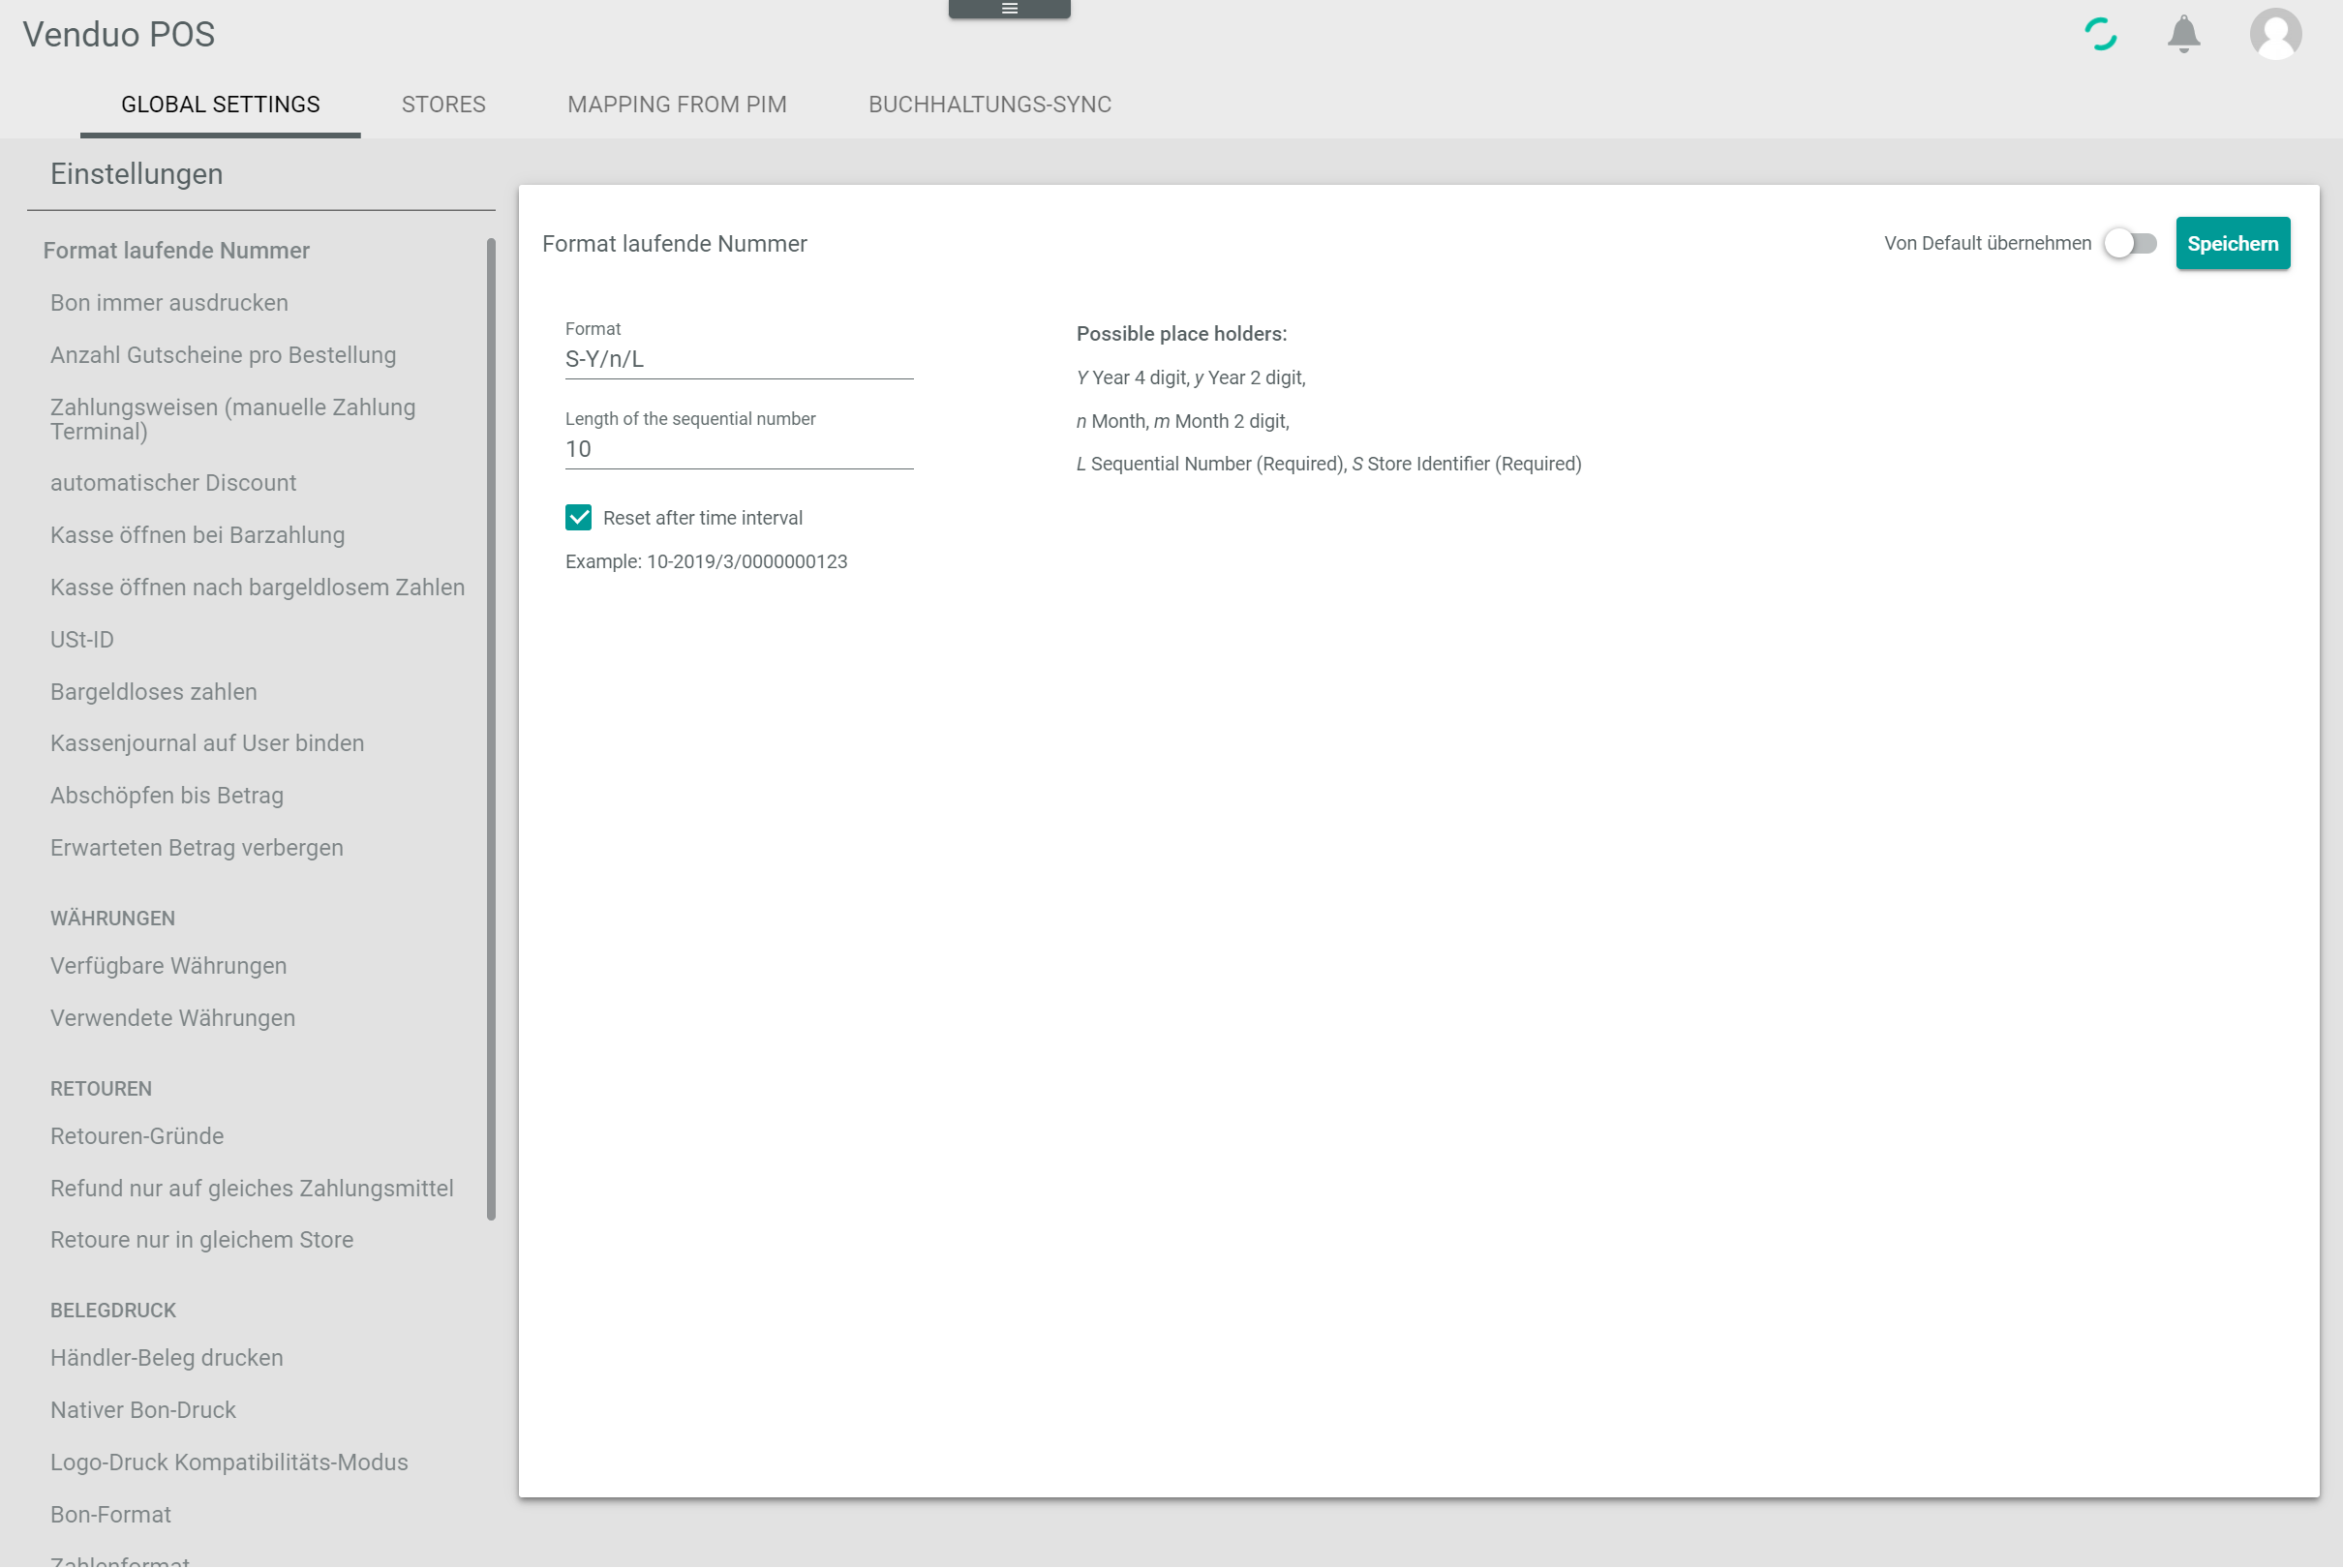 Venduo POS
GLOBAL SETTINGS
STORES
MAPPING FROM PIM
BUCHHALTUNGS-SYNC
Einstellungen
Format laufende Nummer
Bon immer ausdrucken
Anzahl Gutscheine pro Bestellung
Zahlungsweisen (manuelle Zahlung
Terminal)
automatischer Discount
Kasse öffnen bei Barzahlung
Kasse öffnen nach bargeldlosem Zahlen
USt-ID
Bargeldloses zahlen
Kassenjournal auf User binden
Abschöpfen bis Betrag
Erwarteten Betrag verbergen
WÄHRUNGEN
Verfügbare Währungen
Verwendete Währungen
RETOUREN
Retouren-Gründe
Refund nur auf gleiches Zahlungsmittel
Retoure nur in gleichem Store
BELEGDRUCK
Händler-Beleg drucken
Nativer Bon-Druck
Logo-Druck Kompatibilitäts-Modus
Bon-Format
Zahlenformat
Format laufende Nummer
Von Default übernehmen
Speichern
Format
S-Y/n/L
Length of the sequential number
10
Reset after time interval
Example: 10-2019/3/0000000123
Possible place holders:
Y Year 4 digit, y Year 2 digit,
n Month, m Month 2 digit,
L Sequential Number (Required), S Store Identifier (Required)